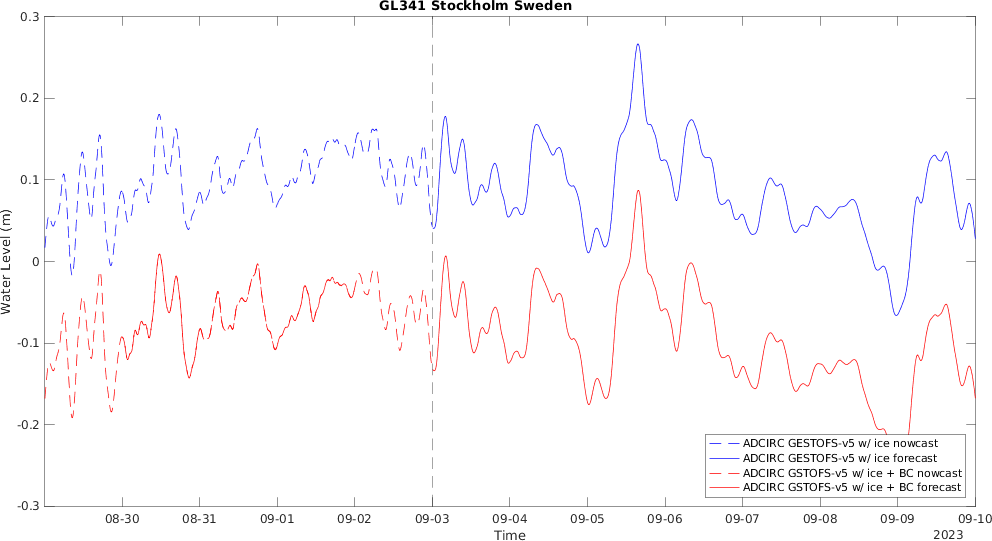 GL341 Stockholm Sweden
0.3
0.2
0.1
0
-0.1
-0.2
-0.3
Water Level (m)
ADCIRC GESTOFS-v5 w/ ice nowcast
ADCIRC GESTOFS-v5 w/ ice forecast
ADCIRC GSTOFS-v5 w/ ice + BC nowcast
ADCIRC GSTOFS-v5 w/ ice + BC forecast
08-30 08-31 09-01 09-02 09-03 09-04 09-05 09-06 09-07 09-08 09-09 09-10
Time 2023